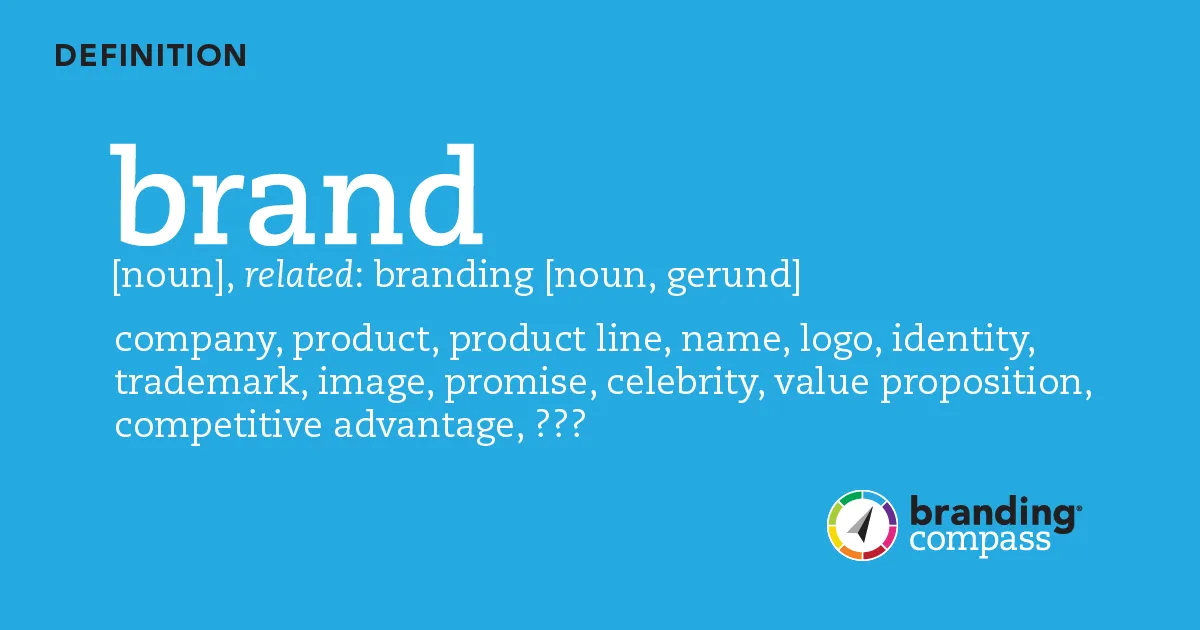 DEFINITION
brand
[noun], related: branding [noun, gerund]
company, product, product line, name, logo, identity,
trademark, image, promise, celebrity, value proposition,
competitive advantage, ???
branding®
compass